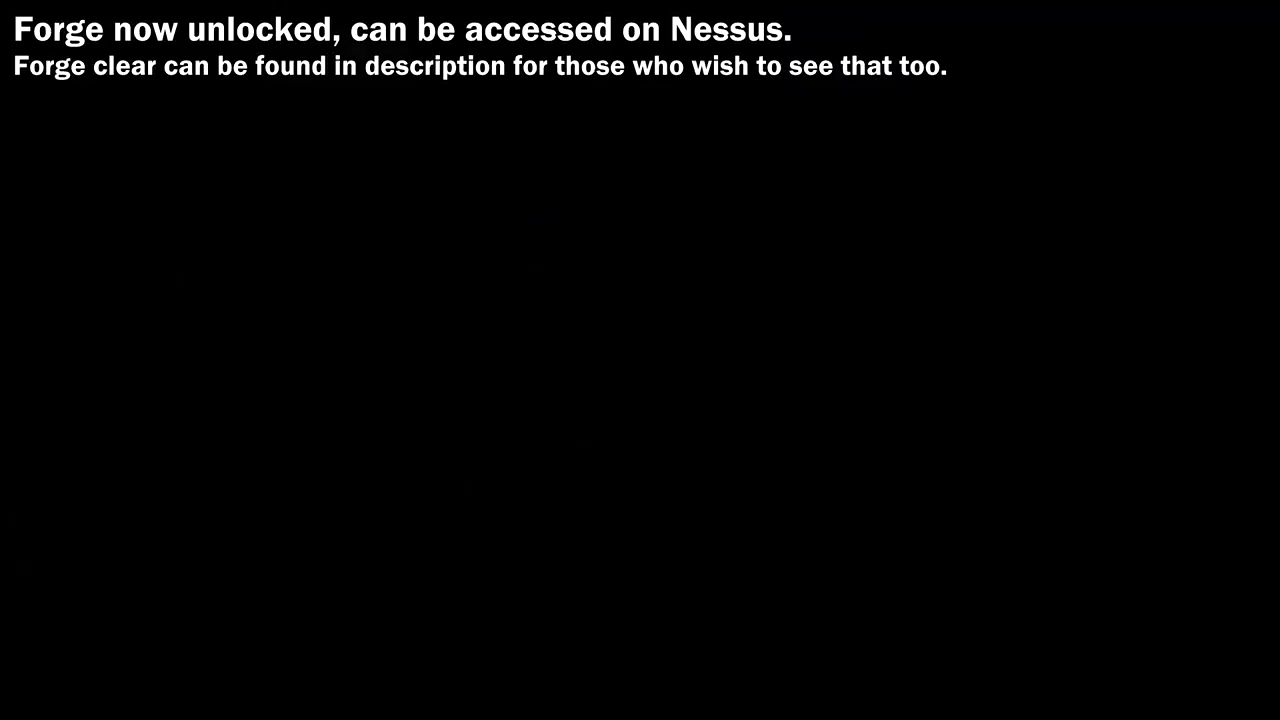 Forge now unlocked, can be accessed on Nessus.
Forge clear can be found in description for those who wish to see that too.